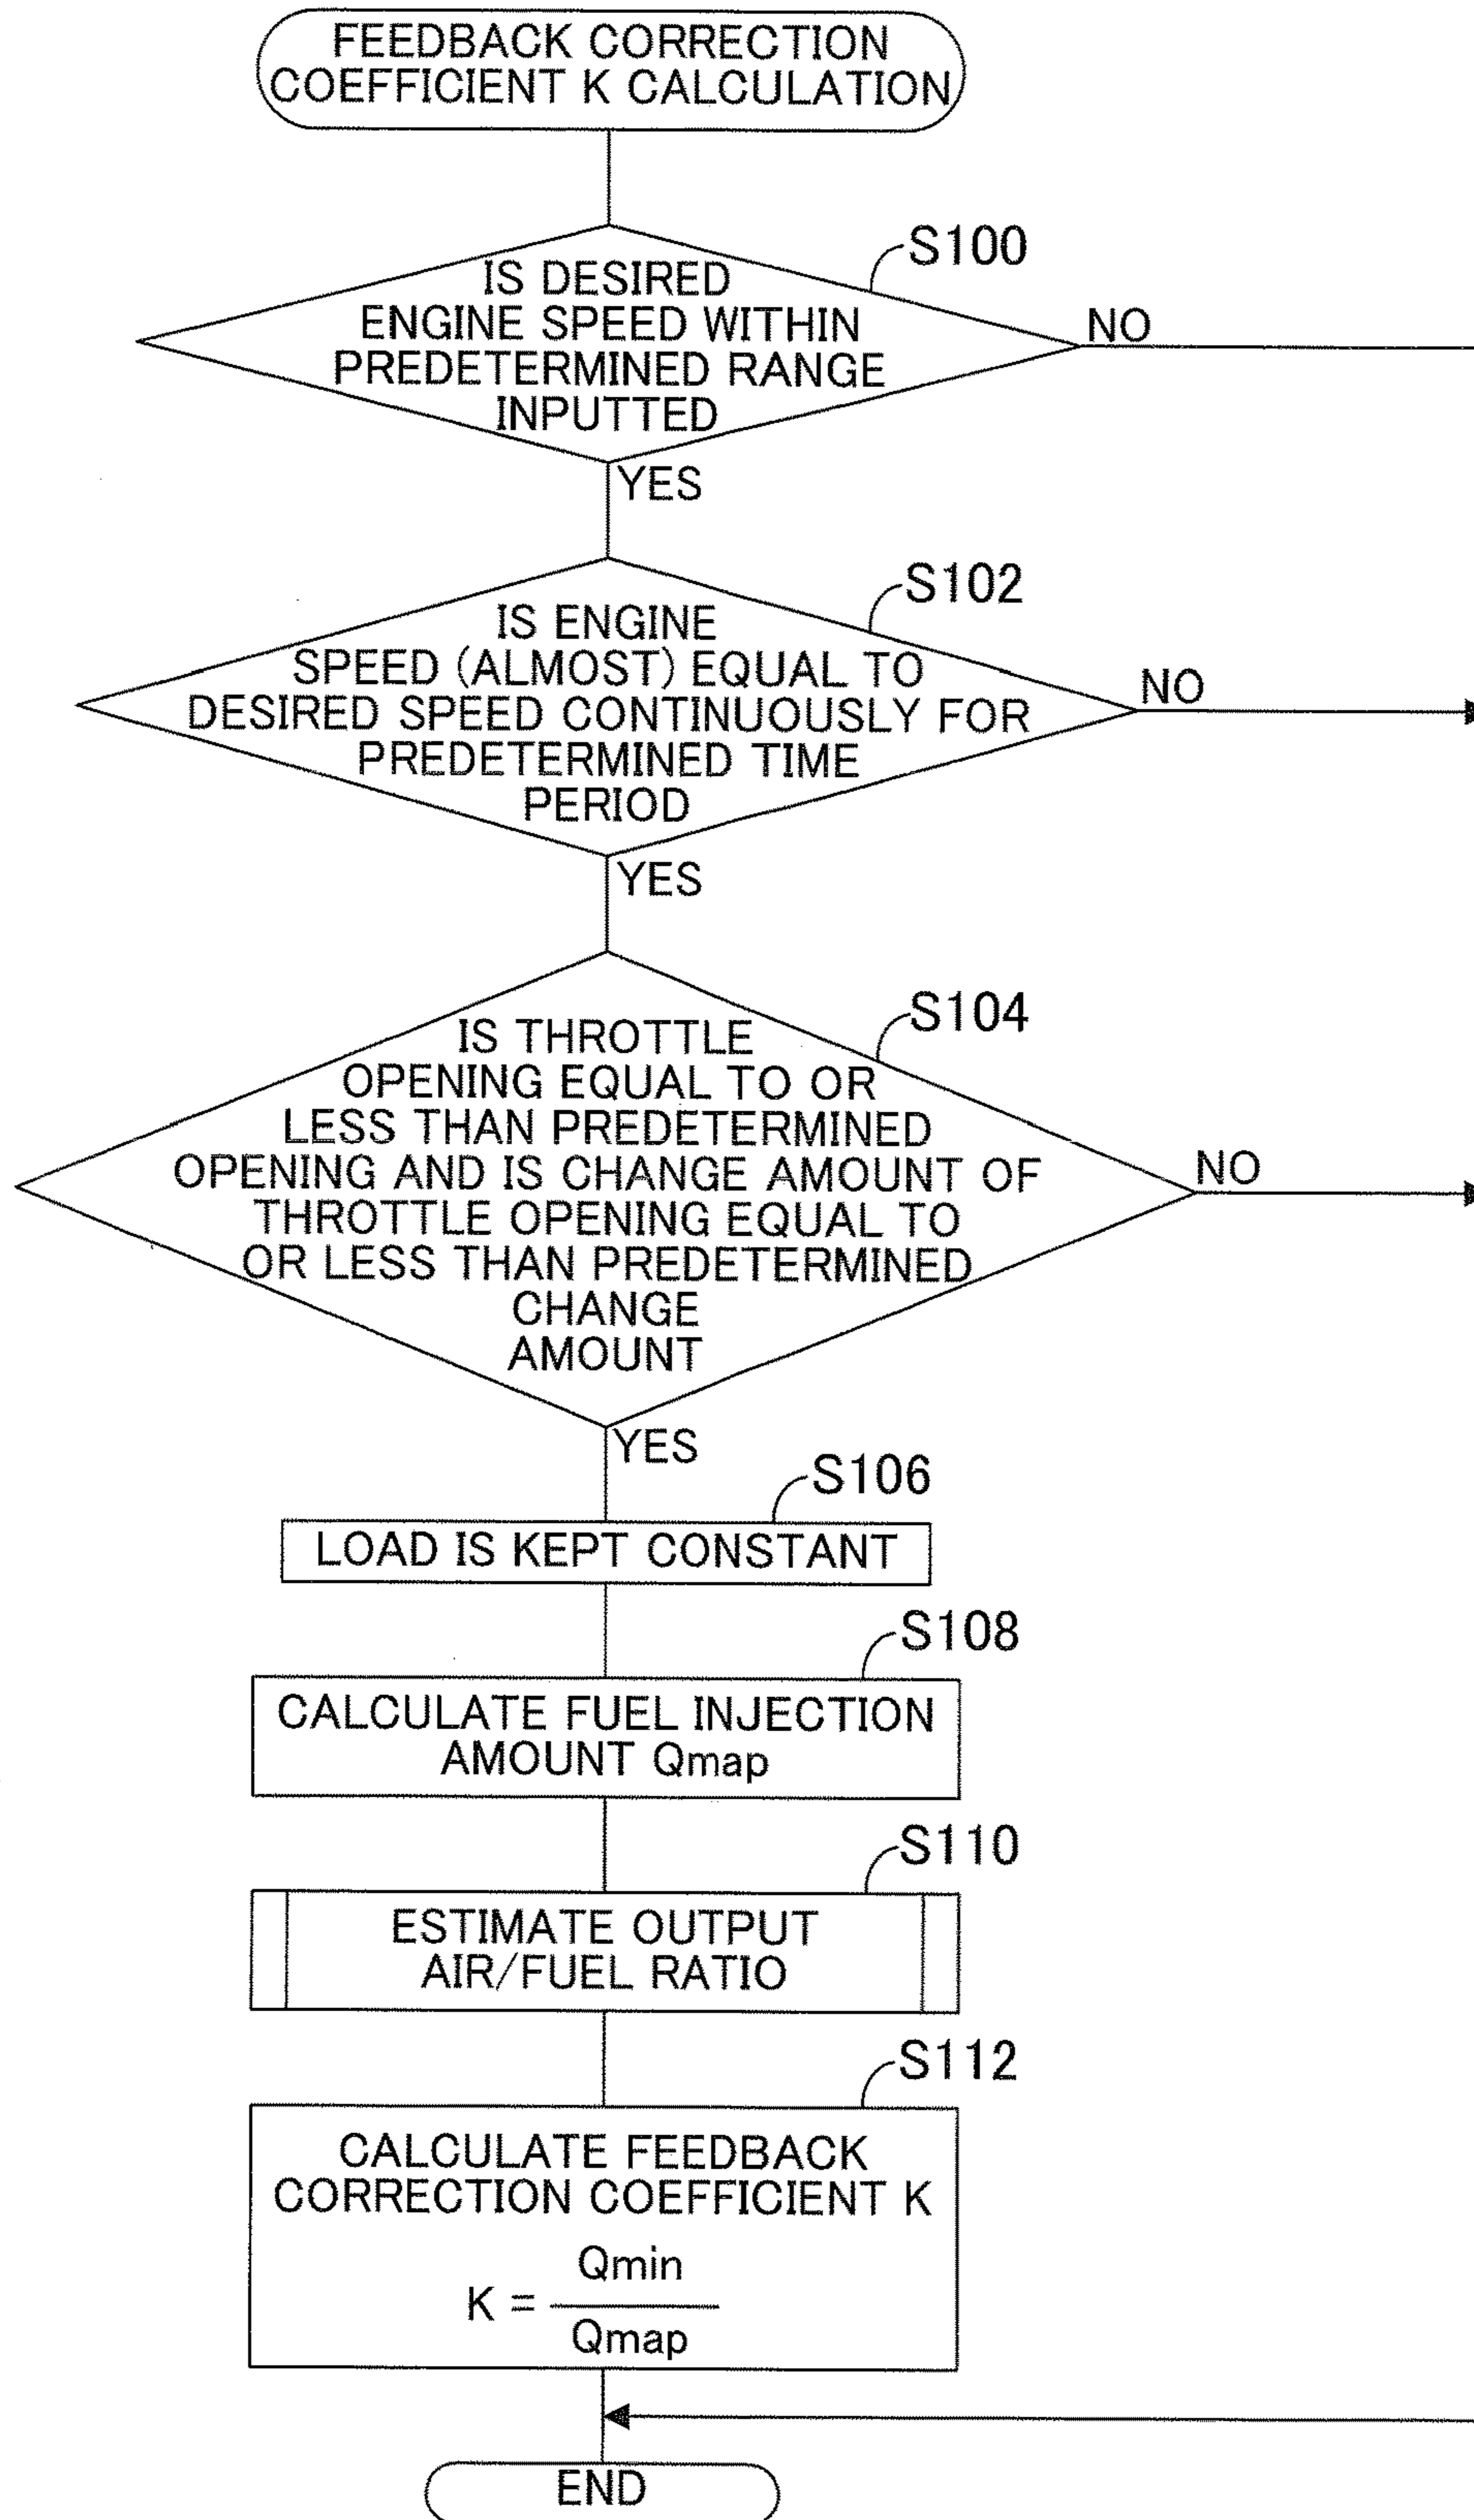 FEEDBACK CORRECTION
COEFFICIENT K CALCULATION
S100
IS DESIRED
ENGINE SPEED WITHIN
PREDETERMINED RANGE
INPUTTED
NO
YES
S102
IS ENGINE
SPEED (ALMOST) EQUAL TO
DESIRED SPEED CONTINUOUSLY FOR
PREDETERMINED TIME
PERIOD
NO
YES
S104
IS THROTTLE
OPENING EQUAL TO OR
LESS THAN PREDETERMINED
OPENING AND IS CHANGE AMOUNT OF
THROTTLE OPENING EQUAL TO
OR LESS THAN PREDETERMINED
CHANGE
AMOUNT
NO
YES
S106
LOAD IS KEPT CONSTANT
S108
CALCULATE FUEL INJECTION
AMOUNT Qmap
S110
ESTIMATE OUTPUT
AIR/FUEL RATIO
S112
CALCULATE FEEDBACK
CORRECTION COEFFICIENT K
Qmin
K =
Qmap
END